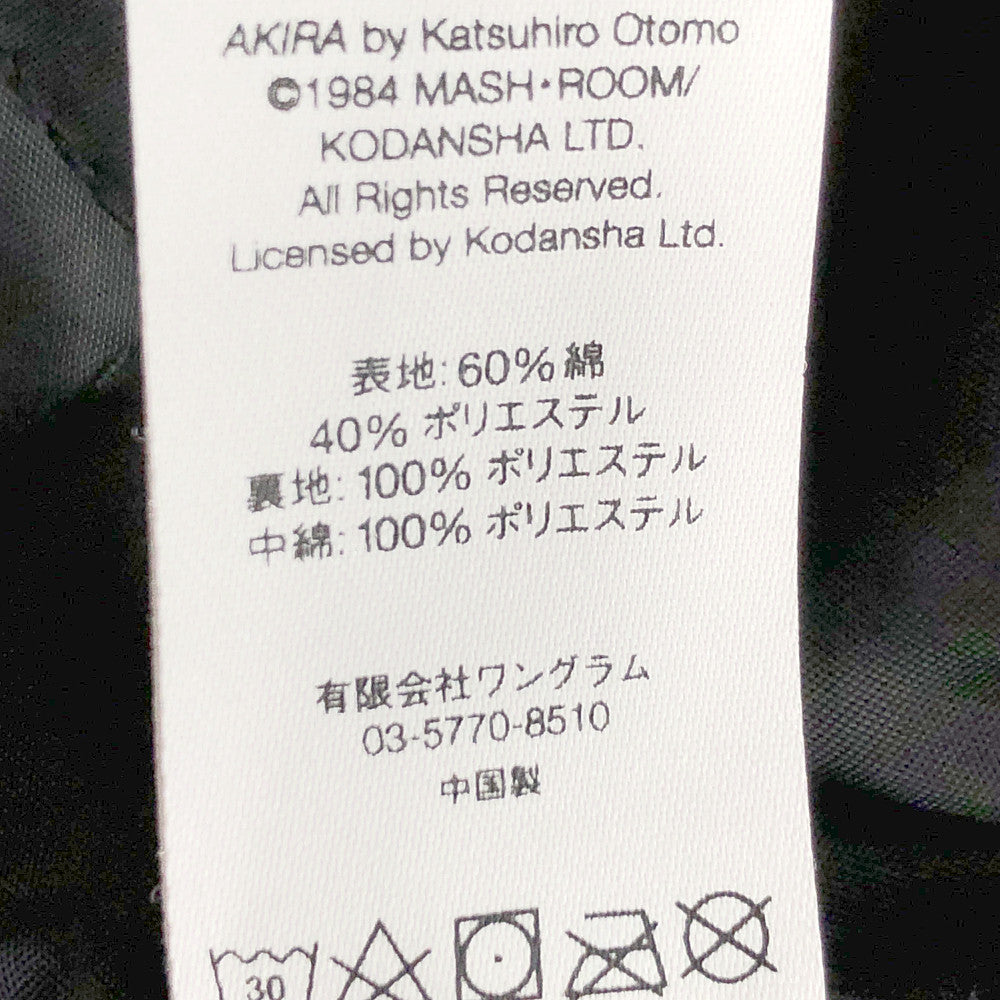 AKIRA by Katsuhiro Otomo
©1984 MASH・ROOM/
KODANSHA LTD.
All Rights Reserved.
Licensed by Kodansha Ltd.
表地: 60% 綿
40% ポリエステル
裏地: 100% ポリエステル
中綿: 100% ポリエステル
有限会社ワングラム
03-5770-8510
中国製
30